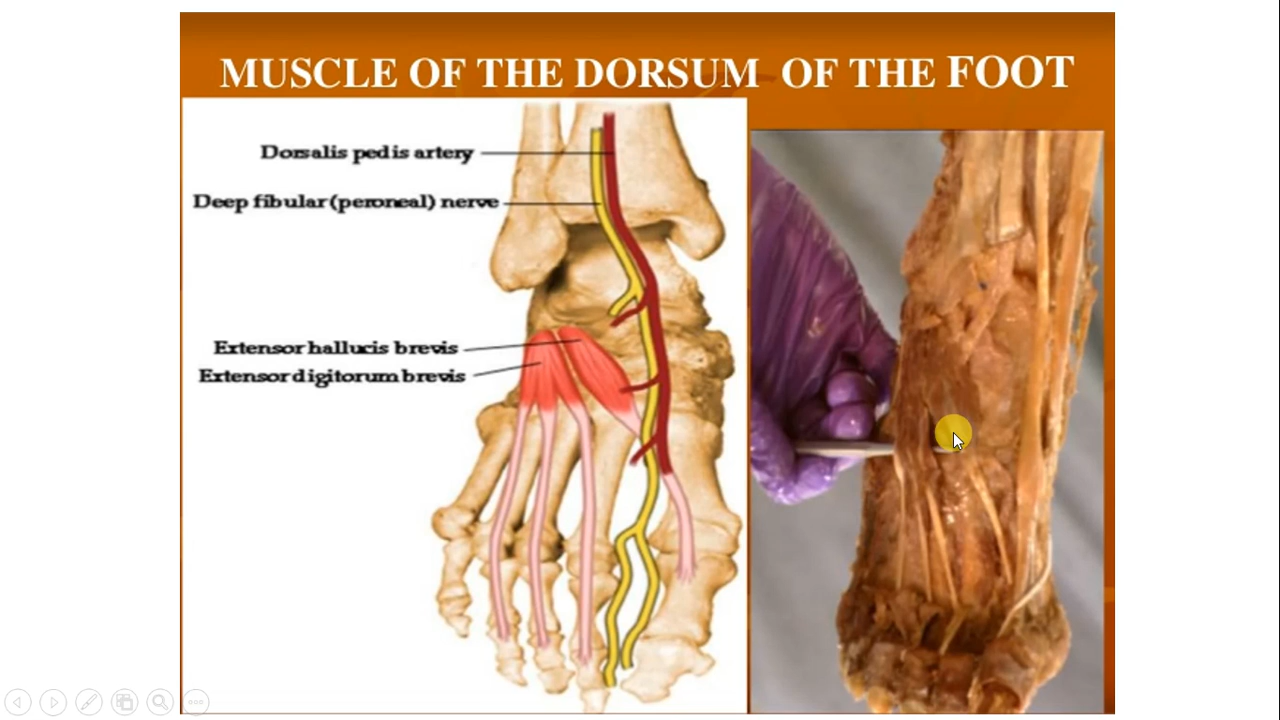 MUSCLE OF THE DORSUM OF THE FOOT
Dorsalis pedis artery
Deep fibular (peroneal) nerve
Extensor hallucis brevis
Extensor digitorum brevis